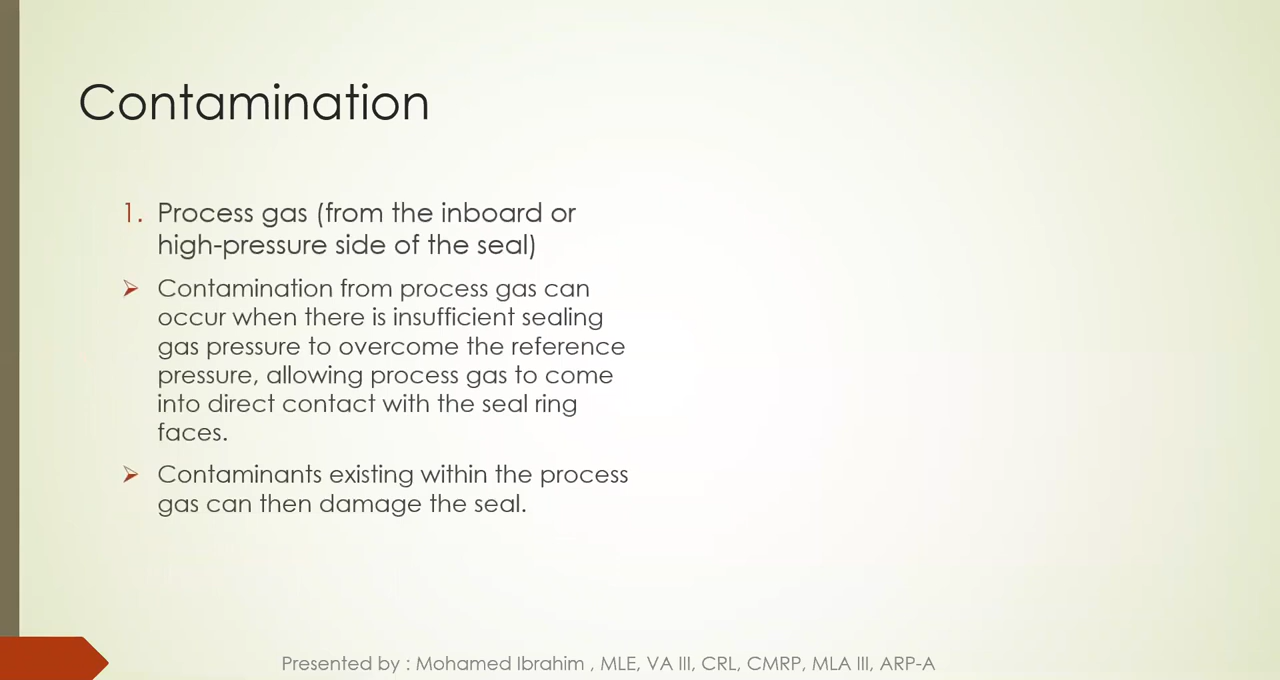 Contamination
1. Process gas (from the inboard or
high-pressure side of the seal)
➢ Contamination from process gas can
occur when there is insufficient sealing
gas pressure to overcome the reference
pressure, allowing process gas to come
into direct contact with the seal ring
faces.
➢ Contaminants existing within the process
gas can then damage the seal.
Presented by : Mohamed Ibrahim , MLE, VA III, CRL, CMRP, MLA III, ARP-A